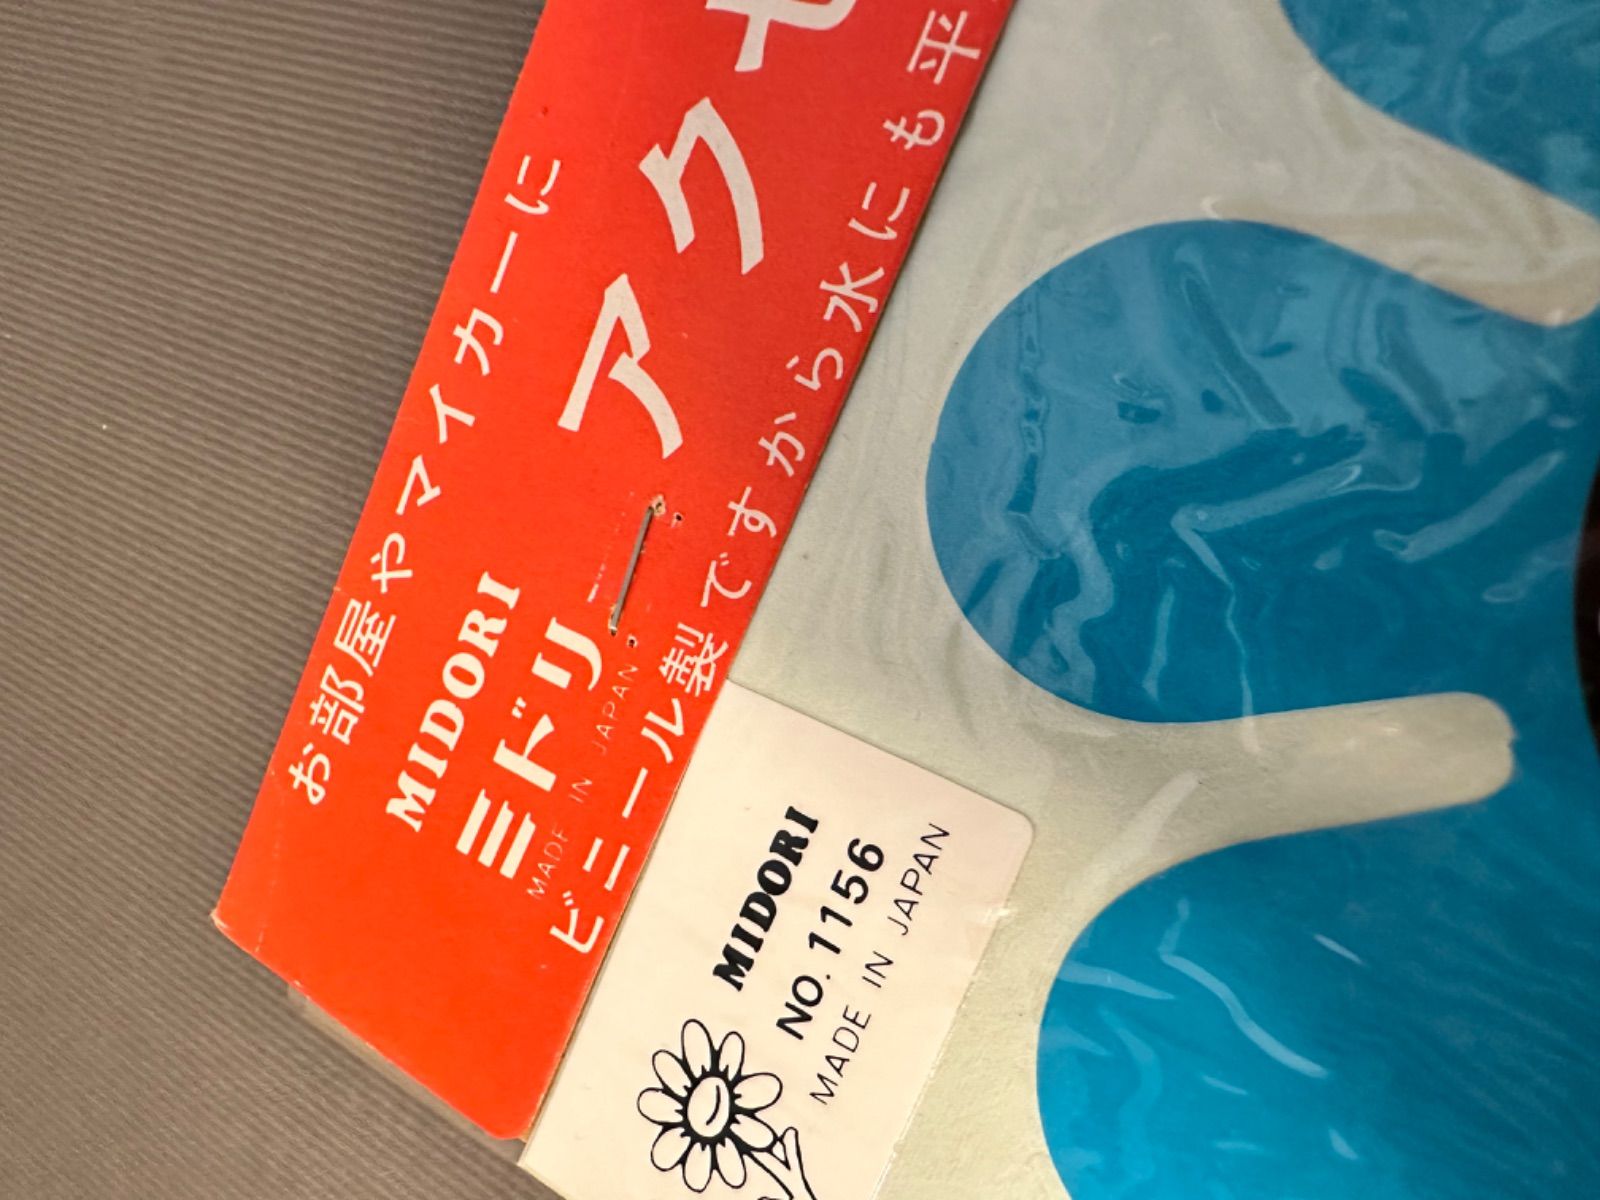 お部屋やマイカーに
MIDORI
ミドリ アクセ
MADE IN JAPAN
ビニール製ですから水にも平
MIDORI
NO. 1156
MADE IN JAPAN